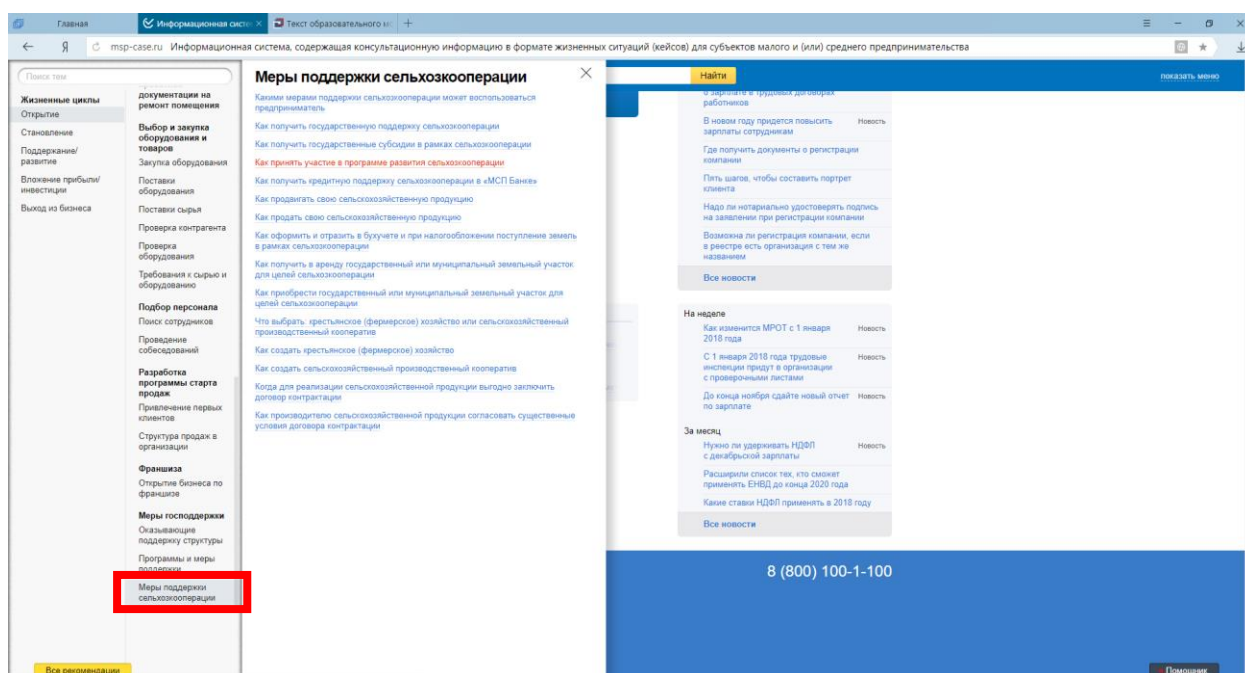 Главная
Информационная систе
Текст образовательного мо
msp-case.ru Информационная система, содержащая консультационную информацию в формате жизненных ситуаций (кейсов) для субъектов малого и (или) среднего предпринимательства
Поиск тем
Найти
показать меню
Жизненные циклы
Открытие
Становление
Поддержание/
развитие
Вложение прибыли/
инвестиции
Выход из бизнеса
Все рекомендации
документации на
ремонт помещения
Выбор и закупка
оборудования и
товаров
Закупка оборудования
Поставки
оборудования
Поставки сырья
Проверка контрагента
Проверка
оборудования
Требования к сырью и
оборудованию
Подбор персонала
Поиск сотрудников
Проведение
собеседований
Разработка
программы старта
продаж
Привлечение первых
клиентов
Структура продаж в
организации
Франшиза
Открытие бизнеса по
франшизе
Меры господдержки
Оказывающие
поддержку структуры
Программы и меры
поддержки
Меры поддержки
сельхозкооперации
Меры поддержки сельхозкооперации
Какими мерами поддержки сельхозкооперации может воспользоваться
предприниматель
Как получить государственную поддержку сельхозкооперации
Как получить государственные субсидии в рамках сельхозкооперации
Как принять участие в программе развития сельхозкооперации
Как получить кредитную поддержку сельхозкооперации в «МСП Банке»
Как продвигать свою сельскохозяйственную продукцию
Как продать свою сельскохозяйственную продукцию
Как оформить и отразить в бухучете и при налогообложении поступление земель
в рамках сельхозкооперации
Как получить в аренду государственный или муниципальный земельный участок
для целей сельхозкооперации
Как приобрести государственный или муниципальный земельный участок для
целей сельхозкооперации
Что выбрать: крестьянское (фермерское) хозяйство или сельскохозяйственный
производственный кооператив
Как создать крестьянское (фермерское) хозяйство
Как создать сельскохозяйственный производственный кооператив
Когда для реализации сельскохозяйственной продукции выгодно заключить
договор контрактации
Как производителю сельскохозяйственной продукции согласовать существенные
условия договора контрактации
о зарплате в трудовых договорах
работников
В новом году придется повысить Новость
зарплаты сотрудникам
Где получить документы о регистрации
компании
Пять шагов, чтобы составить портрет
клиента
Надо ли нотариально удостоверять подпись
на заявлении при регистрации компании
Возможна ли регистрация компании, если
в реестре есть организация с тем же
названием
Все новости
На неделе
Как изменится МРОТ с 1 января Новость
2018 года
С 1 января 2018 года трудовые Новость
инспекции придут в организации
с проверочными листами
До конца ноября сдайте новый отчет Новость
по зарплате
За месяц
Нужно ли удерживать НДФЛ Новость
с декабрьской зарплаты
Расширили список тех, кто сможет
применять ЕНВД до конца 2020 года
Какие ставки НДФЛ применять в 2018 году
Все новости
8 (800) 100-1-100
Помощник